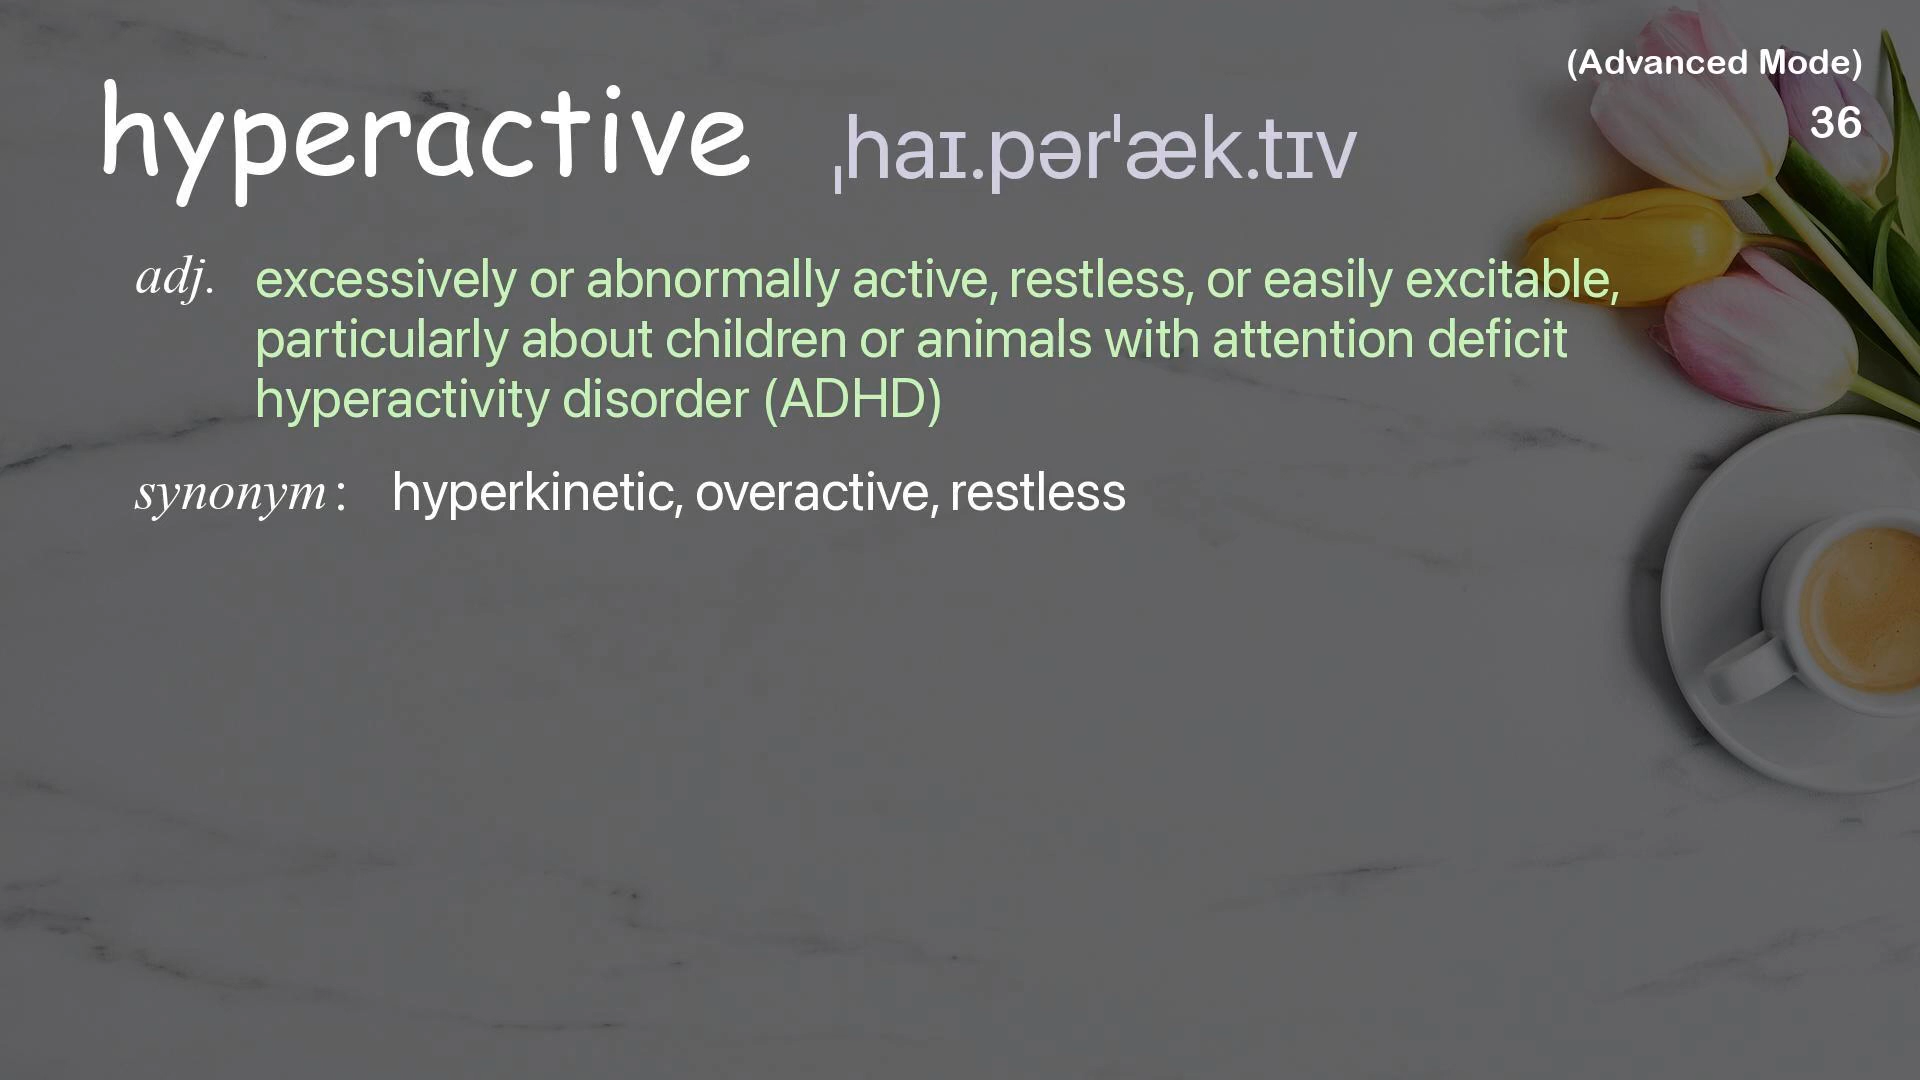 (Advanced Mode)
hyperactive ˌhaɪ.pərˈæk.tɪv
36
adj. excessively or abnormally active, restless, or easily excitable,
particularly about children or animals with attention deficit
hyperactivity disorder (ADHD)
synonym : hyperkinetic, overactive, restless